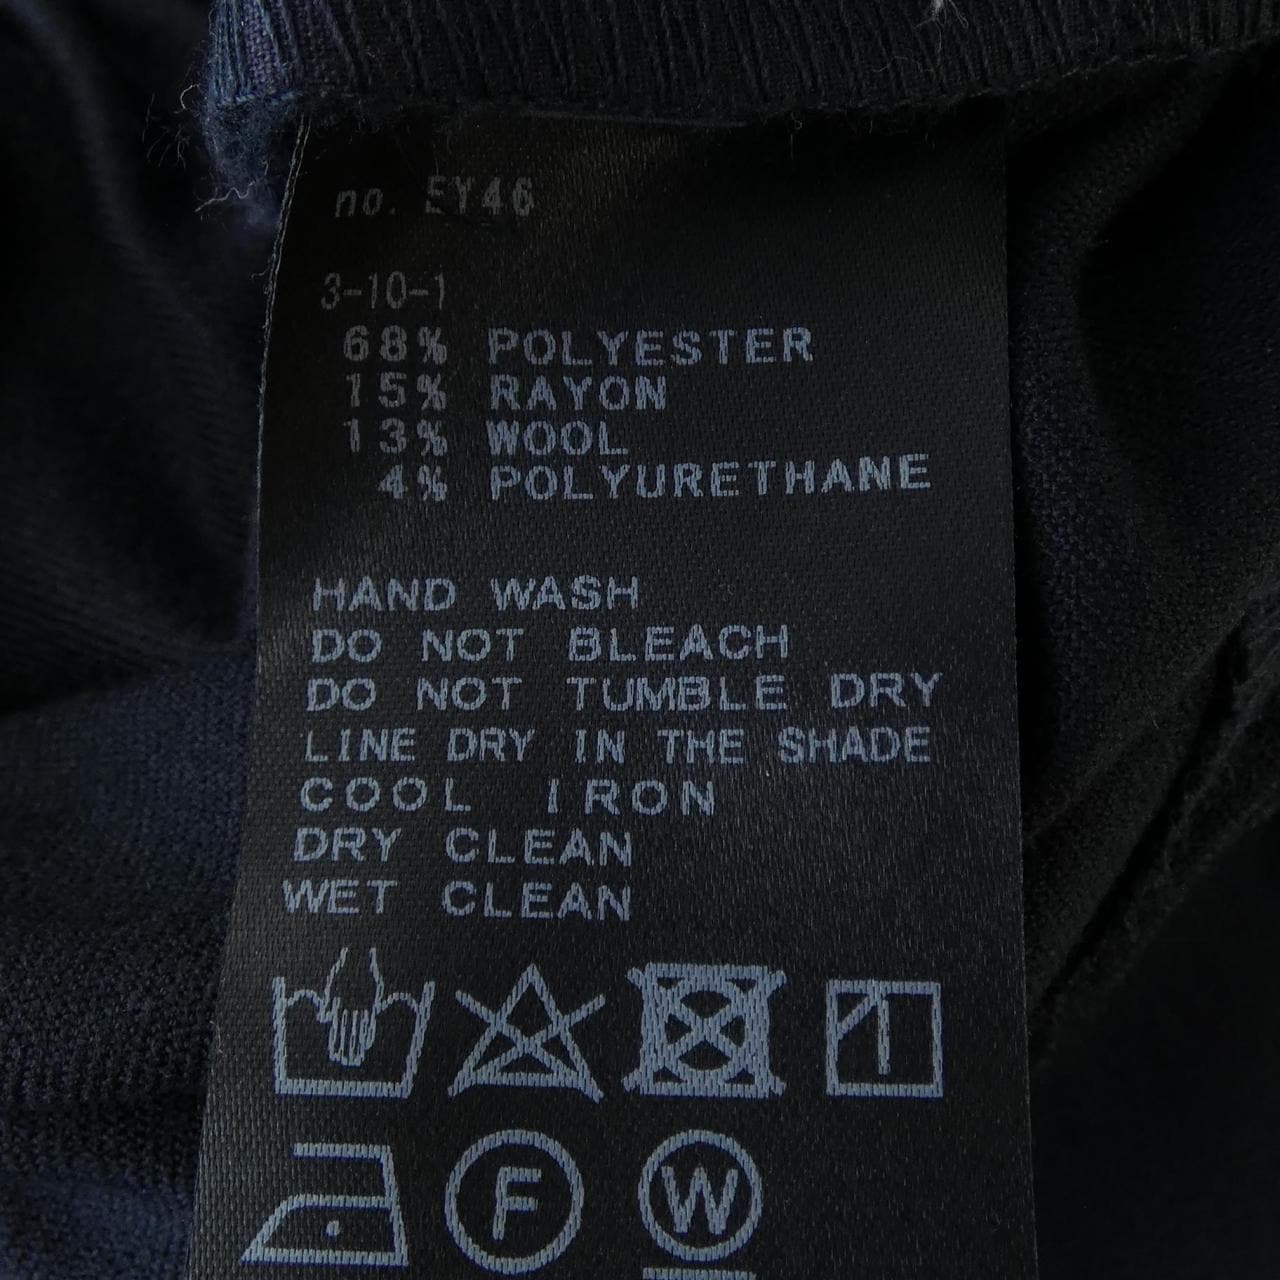 no. EY46
3-10-1
68% POLYESTER
15% RAYON
13% WOOL
4% POLYURETHANE
HAND WASH
DO NOT BLEACH
DO NOT TUMBLE DRY
LINE DRY IN THE SHADE
COOL IRON
DRY CLEAN
WET CLEAN
F W